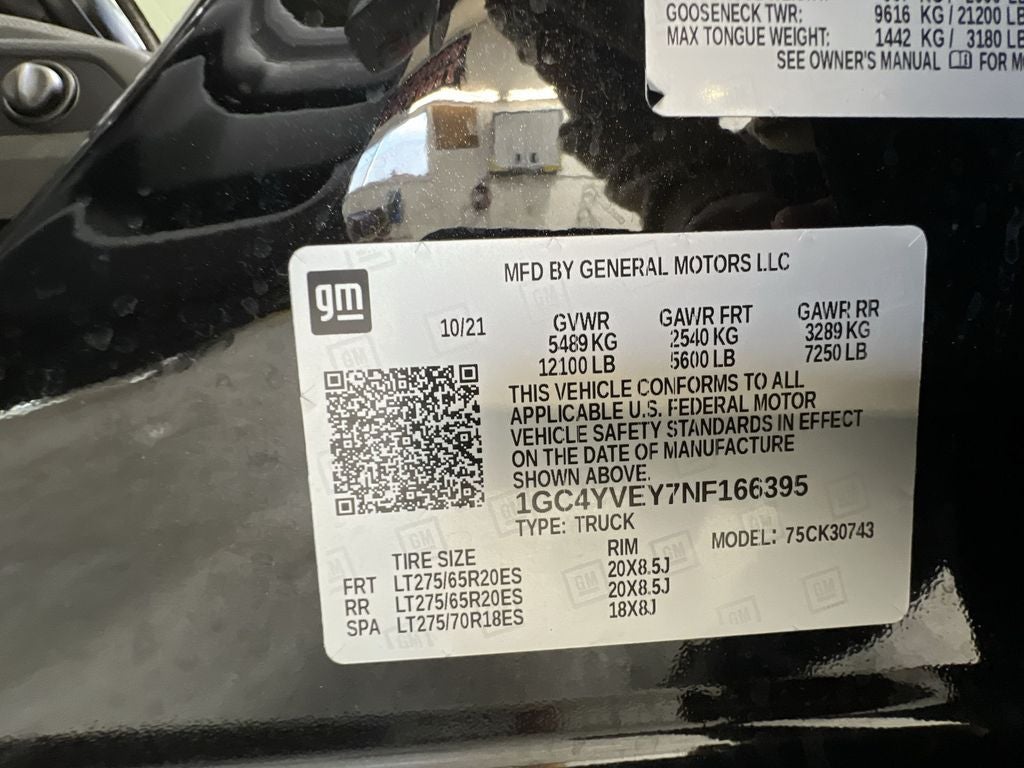 GOOSENECK TWR: 9616 KG / 21200 LB
MAX TONGUE WEIGHT: 1442 KG / 3180 LB
SEE OWNER'S MANUAL FOR
gm
MFD BY GENERAL MOTORS LLC
10/21
GVWR GAWR FRT GAWR RR
5489 KG 2540 KG 3289 KG
12100 LB 5600 LB 7250 LB
THIS VEHICLE CONFORMS TO ALL
APPLICABLE U.S. FEDERAL MOTOR
VEHICLE SAFETY STANDARDS IN EFFECT
ON THE DATE OF MANUFACTURE
SHOWN ABOVE.
1GC4YVEY7NF166395
TYPE: TRUCK MODEL: 75CK30743
TIRE SIZE RIM
FRT LT275/65R20ES 20X8.5J
RR LT275/65R20ES 20X8.5J
SPA LT275/70R18ES 18X8J